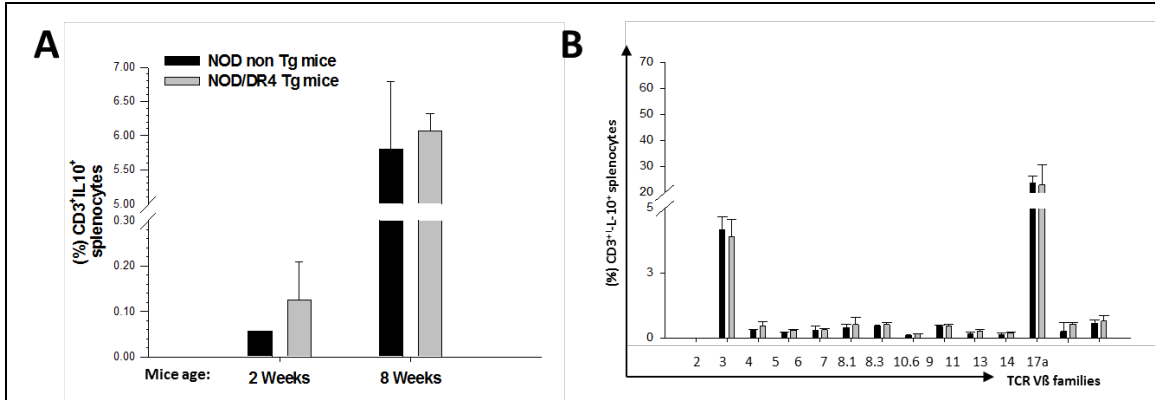 A
NOD non Tg mice
NOD/DR4 Tg mice
7.00
6.50
6.00
5.50
5.00
0.30
0.20
0.10
0.00
(%) CD3+IL10+
splenocytes
Mice age:
2 Weeks
8 Weeks
B
70
60
50
40
30
20
5
3
0
(%) CD3+I-L-10+ splenocytes
2 3 4 5 6 7 8.1 8.3 10.6 9 11 13 14 17a
TCR Vß families